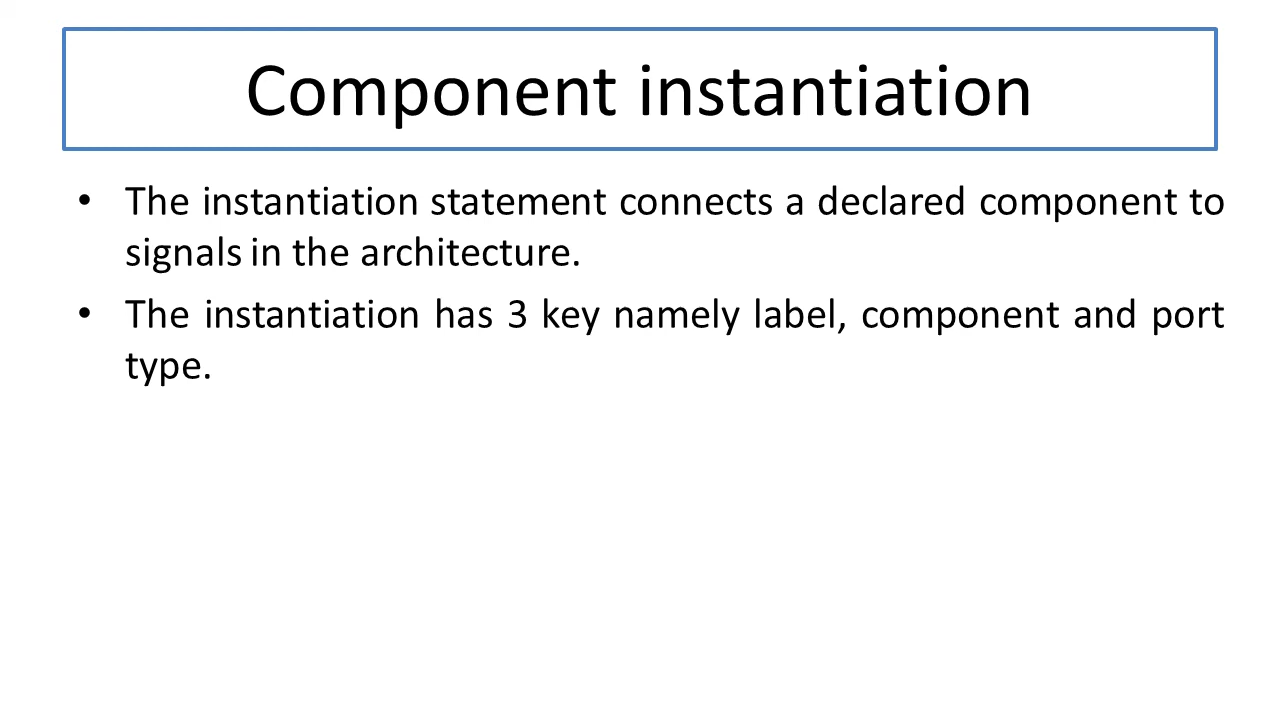 Component instantiation
• The instantiation statement connects a declared component to
signals in the architecture.
• The instantiation has 3 key namely label, component and port
type.